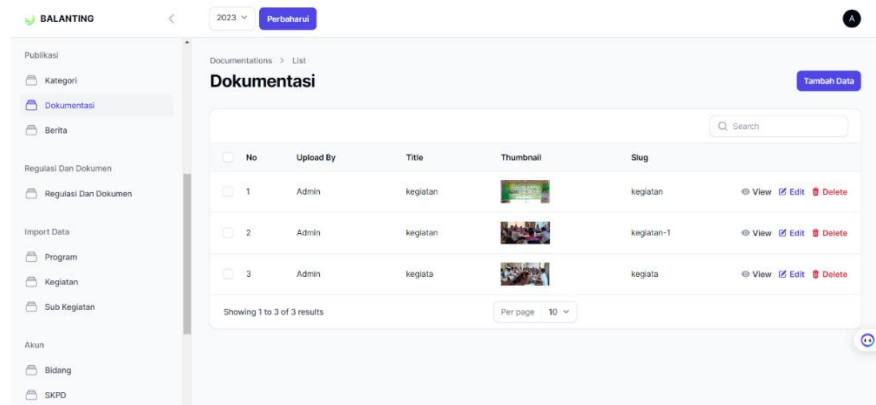 BALANTING
2023 Perbaharui
A
Publikasi
Kategori
Dokumentasi
Berita
Regulasi Dan Dokumen
Regulasi Dan Dokumen
Import Data
Program
Kegiatan
Sub Kegiatan
Akun
Bidang
SKPD
Documentations > List
Dokumentasi
Tambah Data
Search
No Upload By Title Thumbnail Slug
1 Admin kegiatan kegiatan View Edit Delete
2 Admin kegiatan kegiatan-1 View Edit Delete
3 Admin kegiata kegiata View Edit Delete
Showing 1 to 3 of 3 results Per page 10